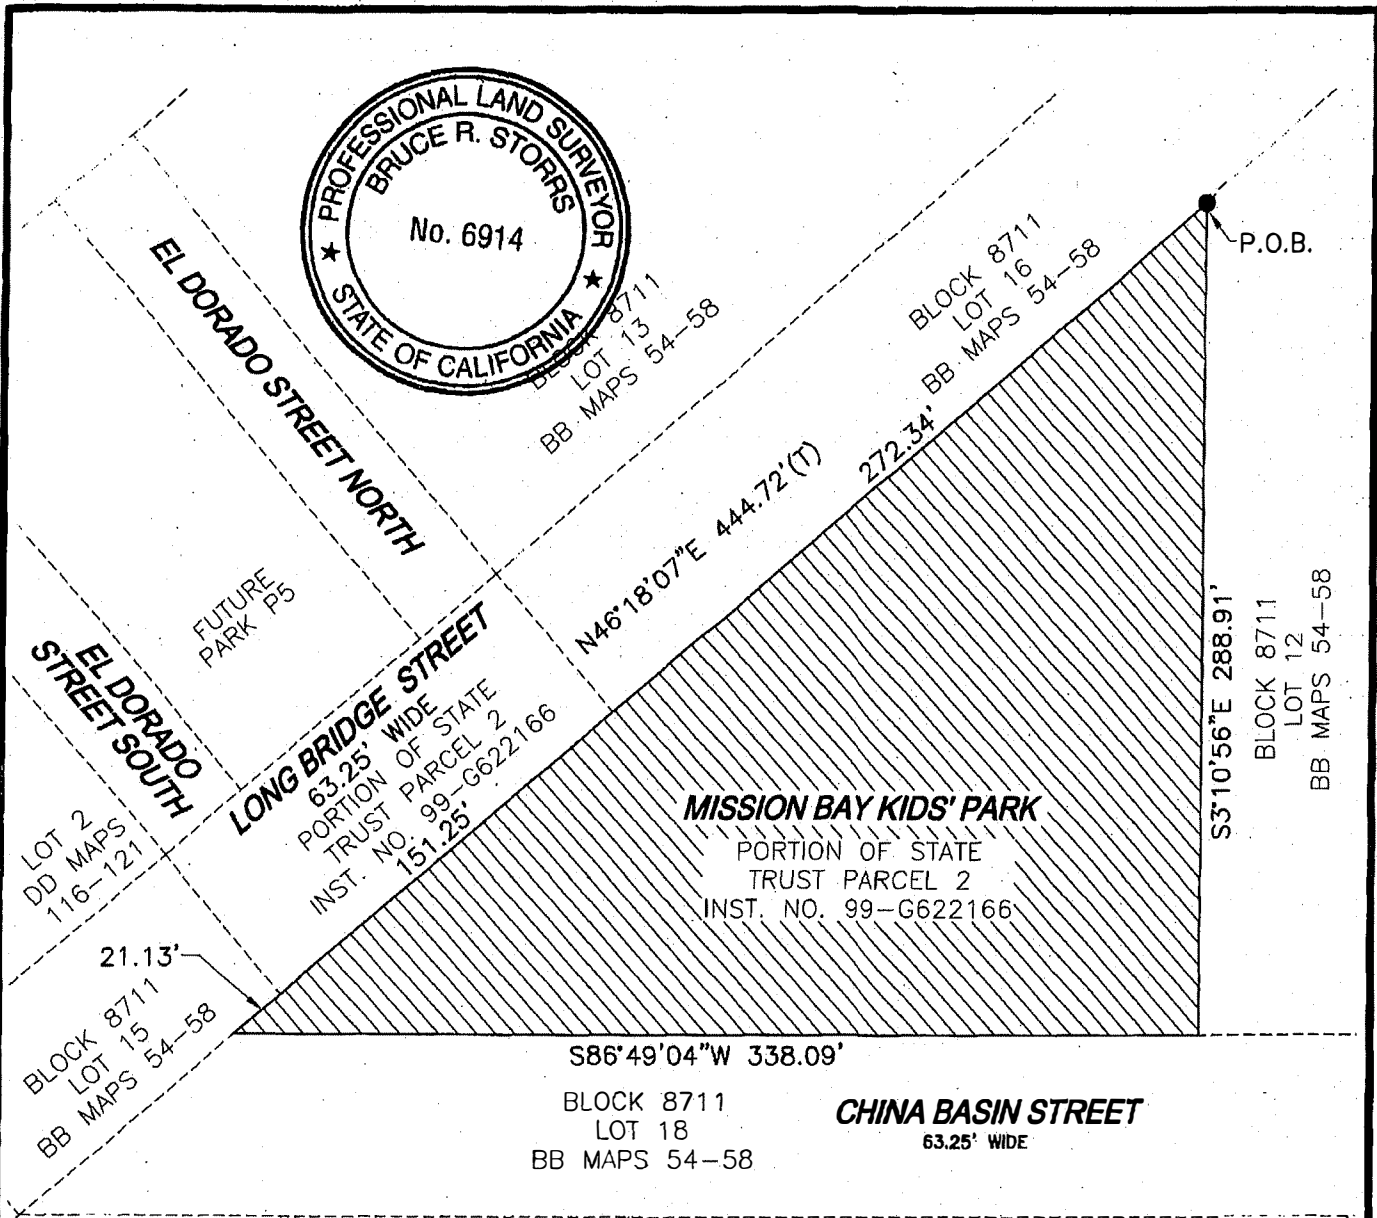 PROFESSIONAL LAND SURVEYOR
BRUCE R. STORRS
No. 6914
★ STATE OF CALIFORNIA ★
P.O.B.
EL DORADO STREET NORTH
BLOCK 8711
LOT 13
BB MAPS 54-58
BLOCK 8711
LOT 16
BB MAPS 54-58
N46°18'07"E 444.72'(T)
272.34'
FUTURE
PARK P5
EL DORADO
STREET SOUTH
LONG BRIDGE STREET
63.25' WIDE
PORTION OF STATE
TRUST PARCEL 2
INST. NO. 99-G622166
151.25'
S3°10'56"E 288.91'
BLOCK 8711
LOT 12
BB MAPS 54-58
MISSION BAY KIDS' PARK
PORTION OF STATE
TRUST PARCEL 2
INST. NO. 99-G622166
LOT 2
DD MAPS
116-121
21.13'
BLOCK 8711
LOT 15
BB MAPS 54-58
S86°49'04"W 338.09'
BLOCK 8711
LOT 18
BB MAPS 54-58
CHINA BASIN STREET
63.25' WIDE